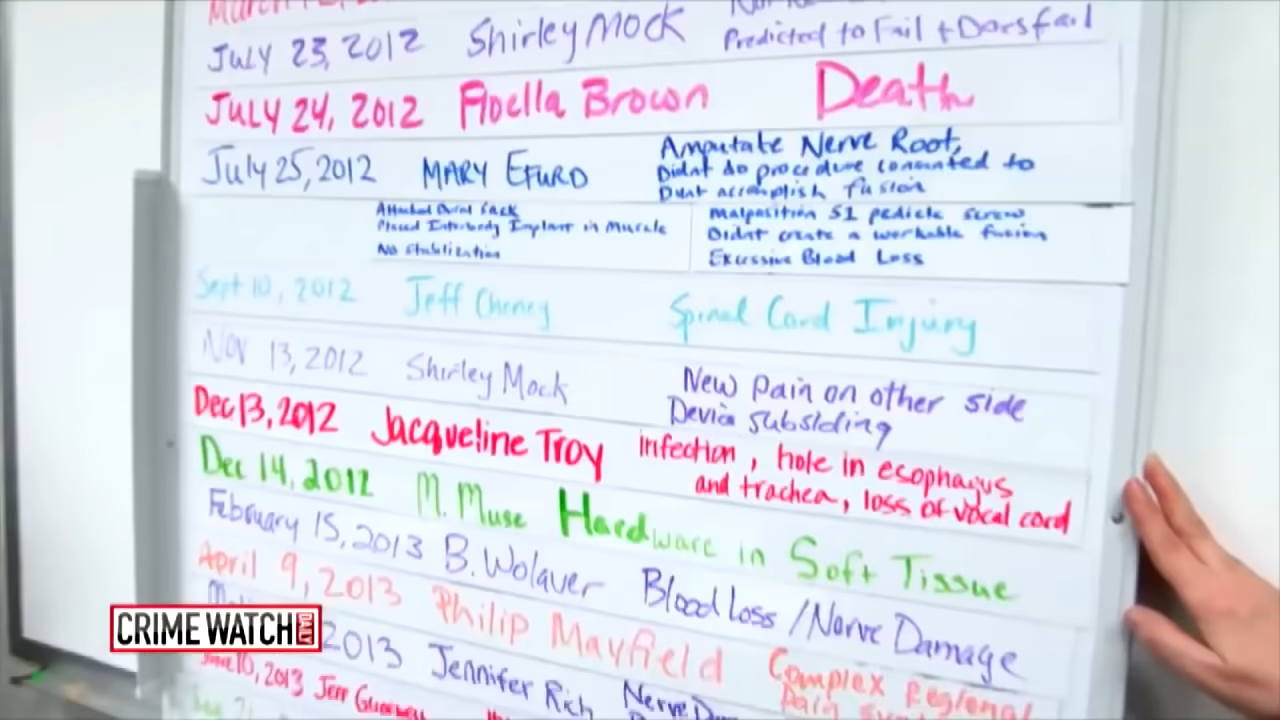 July 23, 2012 Shirley Mock Predicted to Fail + Does fail
July 24, 2012 Floella Brown Death
July 25, 2012 MARY EFURD Amputate Nerve Root,
Didnt do procedure consented to
Didnt accomplish fusion
Attached Dural Sack
Placed Interbody Implant in Muscle
No Stabilization
Malposition S1 pedicle screw
Didnt create a workable fusion
Excessive Blood Loss
Sept 10, 2012 Jeff Cheney Spinal Cord Injury
Nov 13, 2012 Shirley Mock New pain on other side
Device subsiding
Dec 13, 2012 Jacqueline Troy infection, hole in esophagus
and trachea, loss of vocal cord
Dec 14, 2012 M. Muse Hardware in Soft Tissue
February 15, 2013 B. Wolaver Blood Loss / Nerve Damage
April 9, 2013 Philip Mayfield Complex Regional
Pain
2013 Jennifer Rich Nerve
June 10, 2013 Jeff
CRIME WATCH DAILY